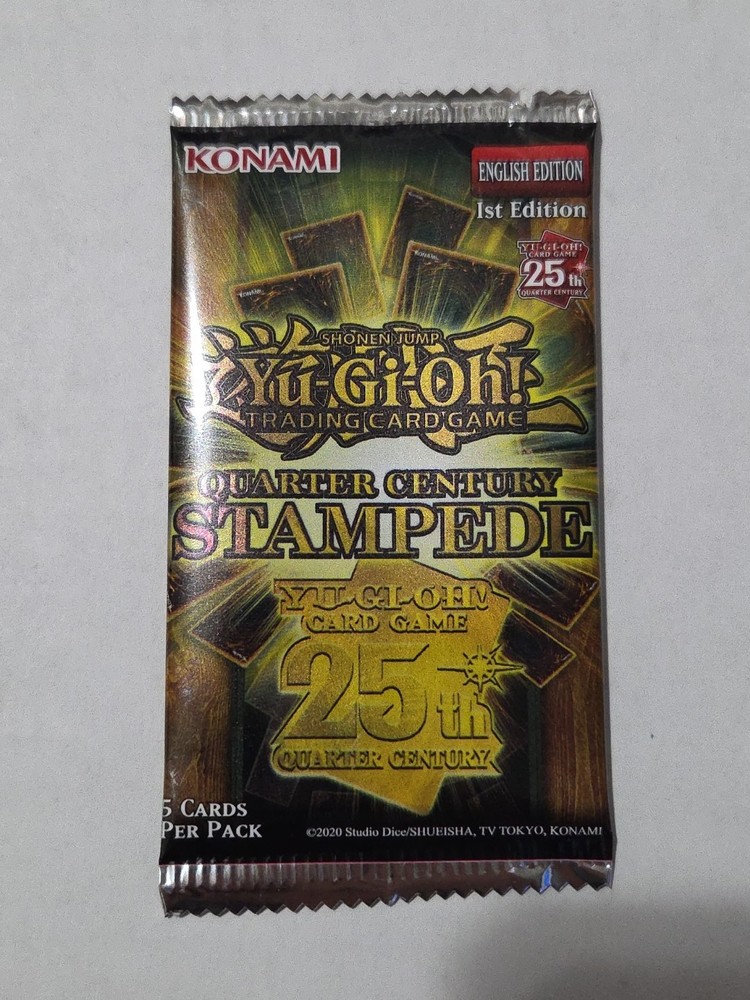 KONAMI
ENGLISH EDITION
1st Edition
YU-GI-OH!
CARD GAME
25th
QUARTER CENTURY
KONAMI
KONAMI
SHONEN JUMP
Yu-Gi-Oh!
TRADING CARD GAME
QUARTER CENTURY
STAMPEDE
YU-GI-OH!
CARD GAME
25th
QUARTER CENTURY
5 CARDS
PER PACK
©2020 Studio Dice/SHUEISHA, TV TOKYO, KONAMI